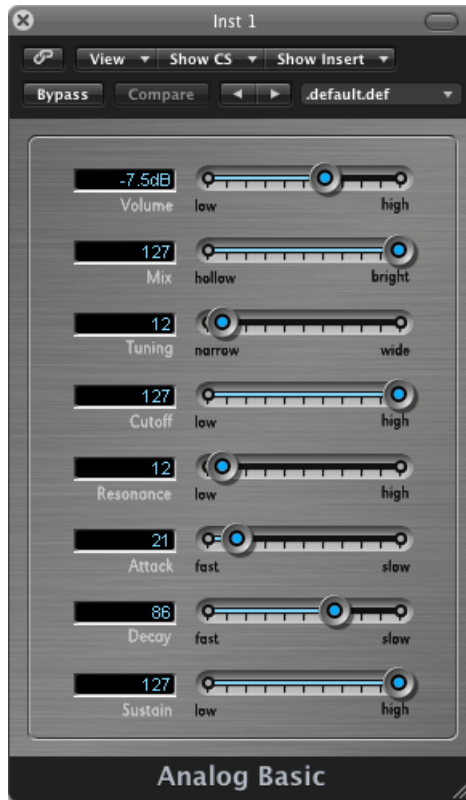 Inst 1
View Show CS Show Insert
Bypass Compare .default.def
-7.5dB
Volume low high
127
Mix hollow bright
12
Tuning narrow wide
127
Cutoff low high
12
Resonance low high
21
Attack fast slow
86
Decay fast slow
127
Sustain low high
Analog Basic